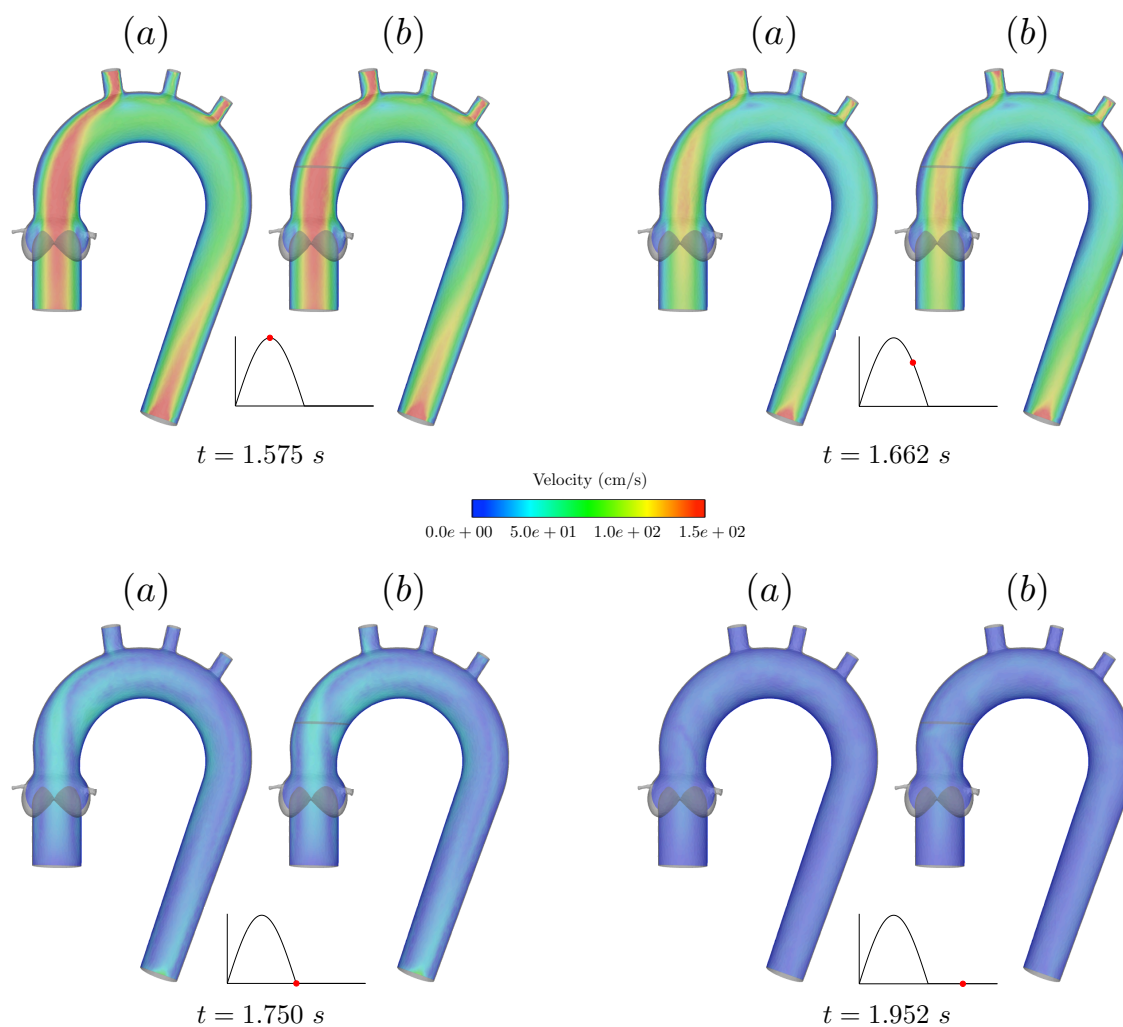 (a) (b) (a) (b)
t = 1.575 s t = 1.662 s
Velocity (cm/s)
0.0e + 00 5.0e + 01 1.0e + 02 1.5e + 02
(a) (b) (a) (b)
t = 1.750 s t = 1.952 s